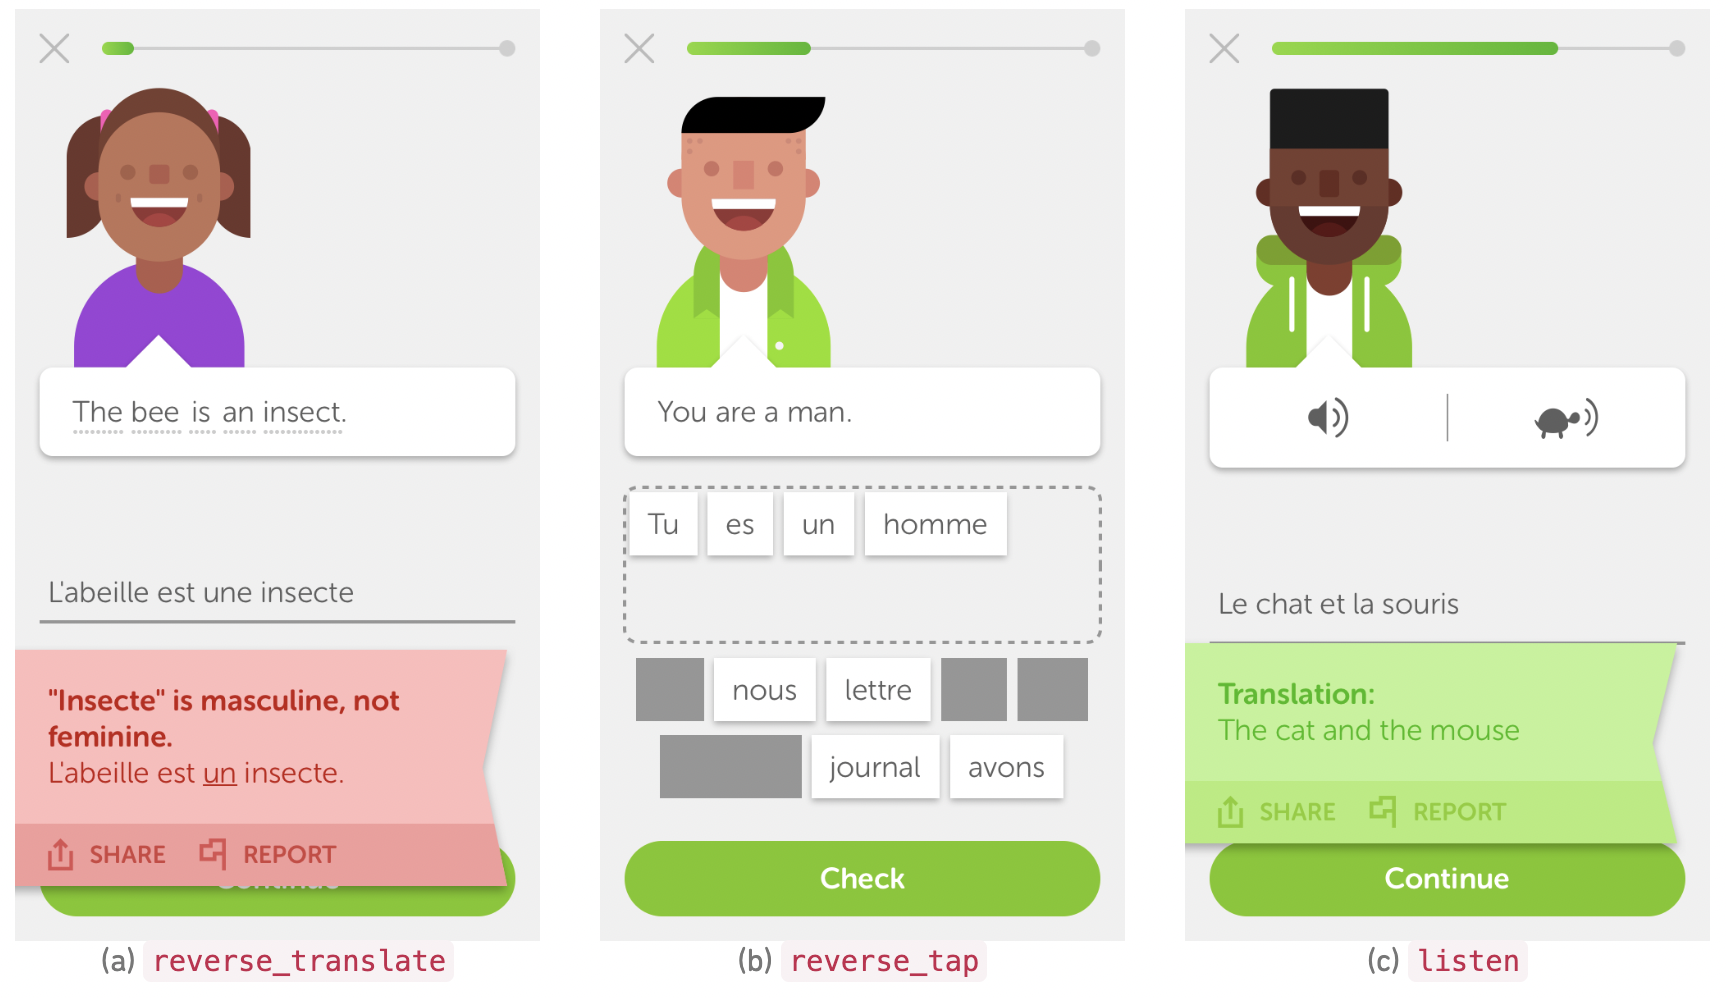 The bee is an insect.
L'abeille est une insecte
"Insecte" is masculine, not
feminine.
L'abeille est un insecte.
SHARE REPORT
Continue
(a) reverse_translate
You are a man.
Tu es un homme
nous lettre
journal avons
Check
(b) reverse_tap
Le chat et la souris
Translation:
The cat and the mouse
SHARE REPORT
Continue
(c) listen